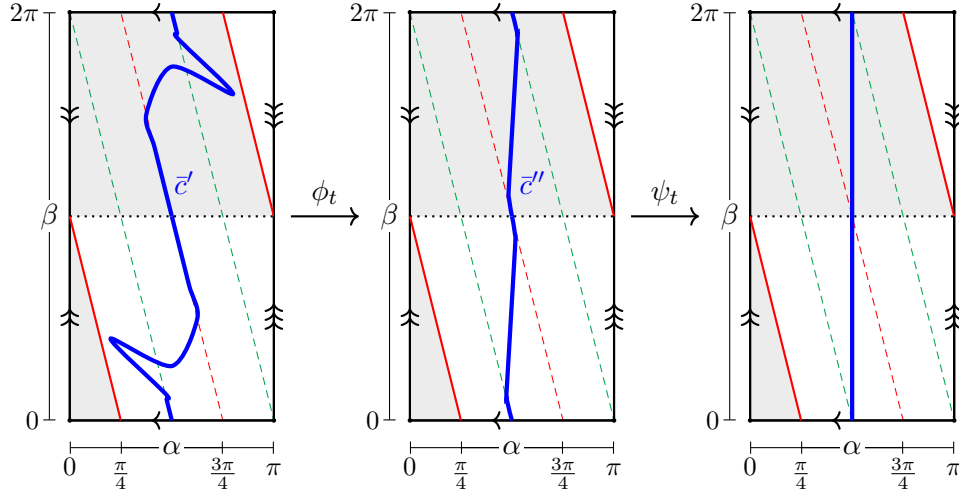 2π 2π 2π
c̄′ c̄″
β ϕ_t β ψ_t β
0 0 0
α α α
0 π/4 3π/4 π 0 π/4 3π/4 π 0 π/4 3π/4 π